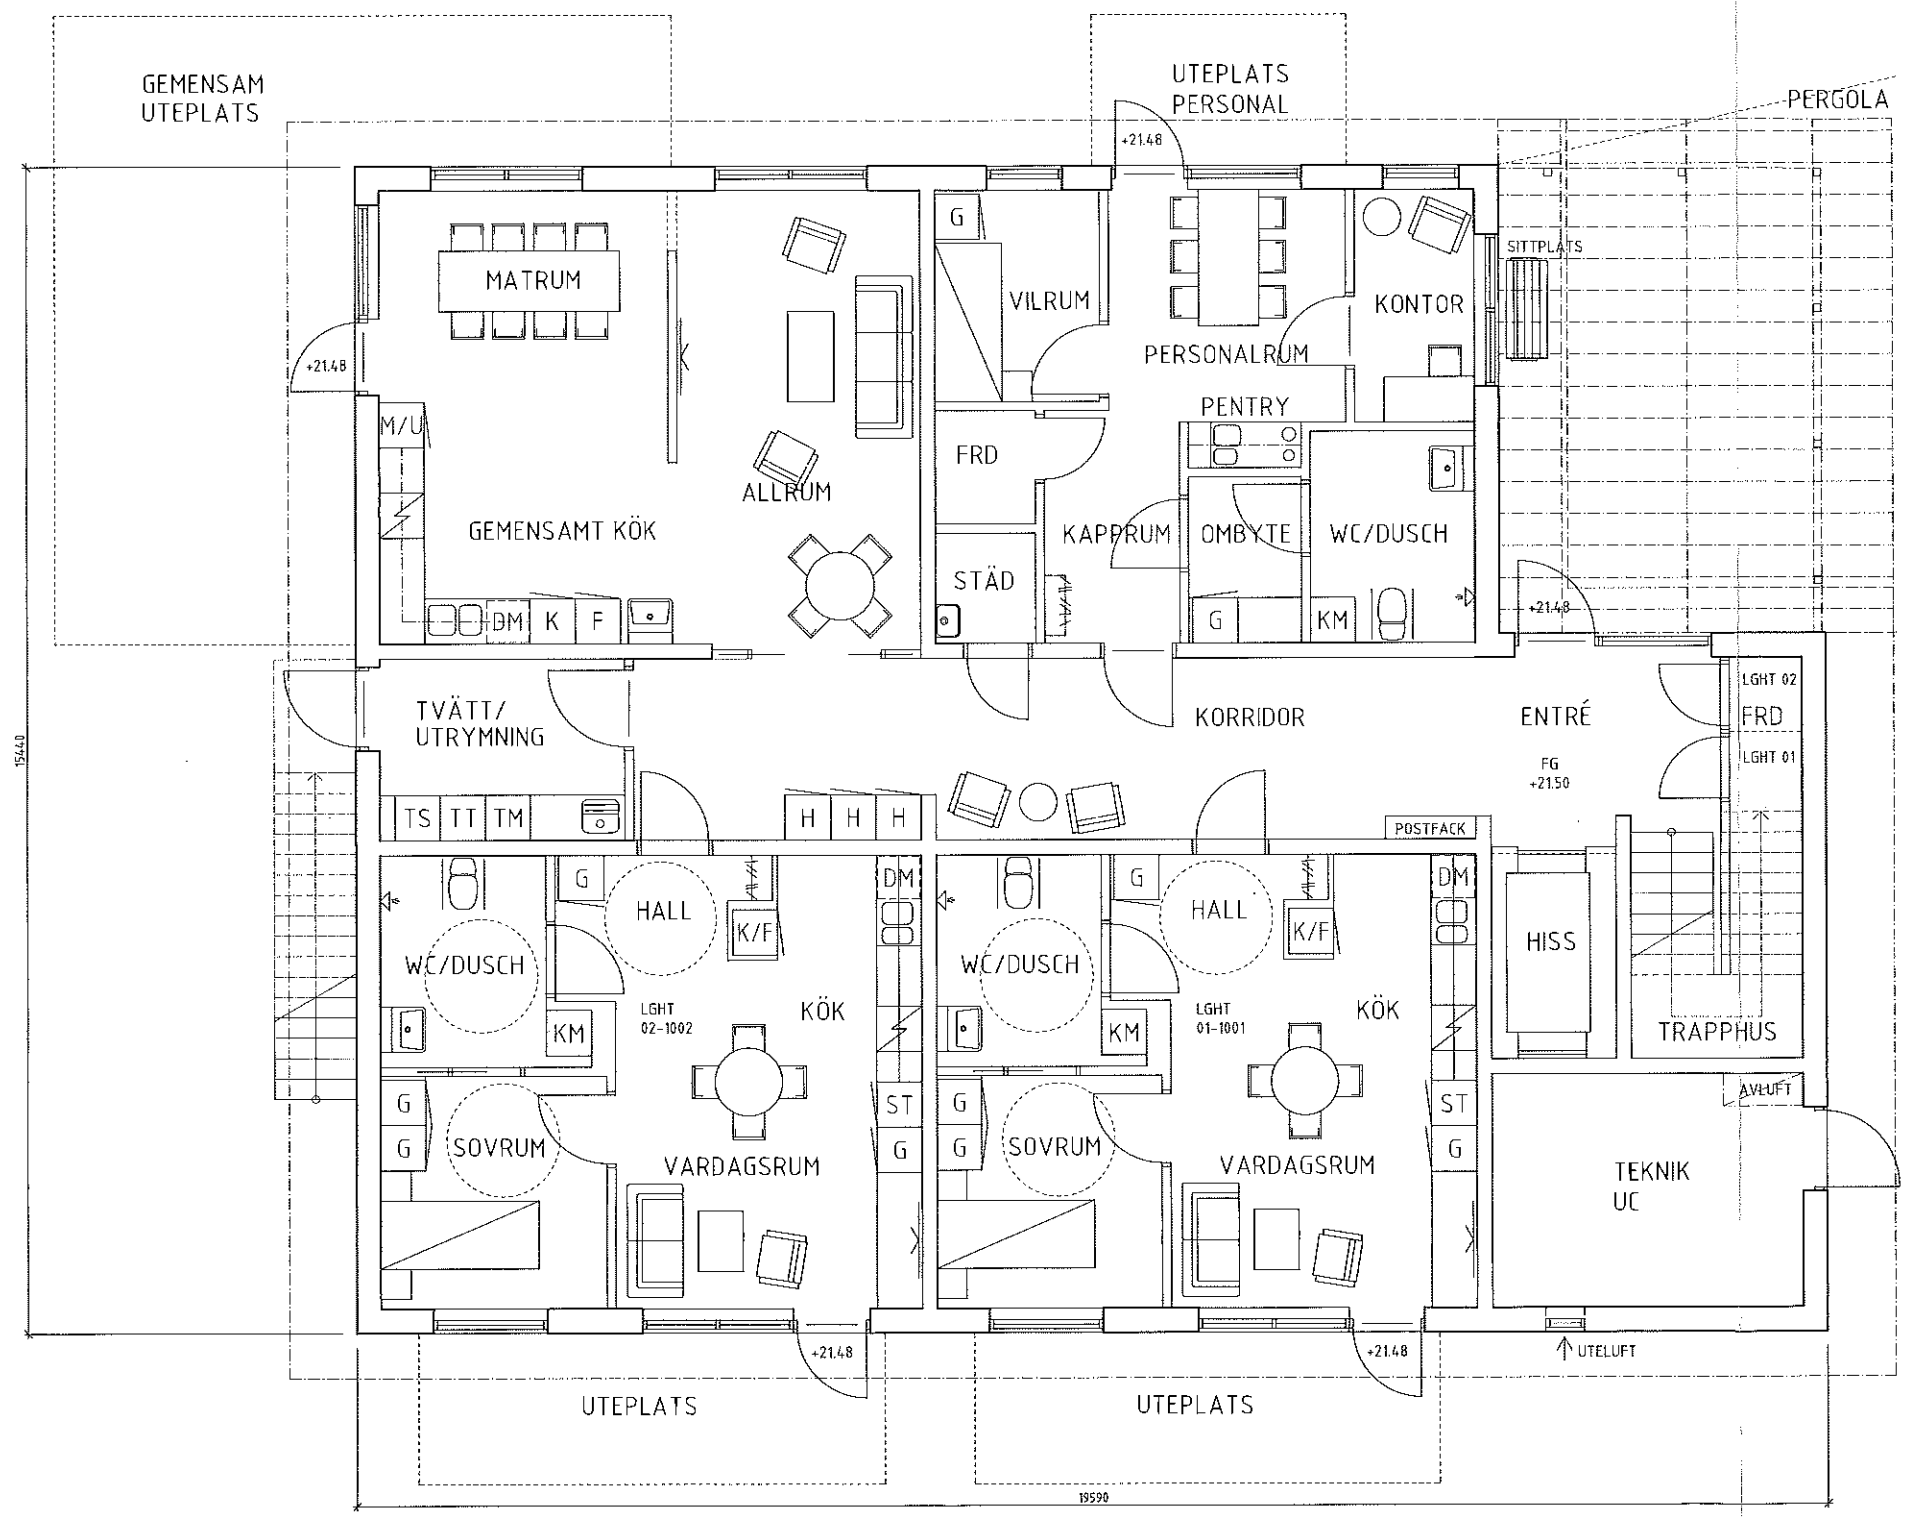 GEMENSAM
UTEPLATS
UTEPLATS
PERSONAL
PERGOLA
+21.48
G
MATRUM
VILRUM
KONTOR
SITTPLATS
+21.48
PERSONALRUM
M/U
PENTRY
FRD
ALLRUM
GEMENSAMT KÖK
KAPPRUM
OMBYTE
WC/DUSCH
STÄD
DM
K
F
G
KM
+21.48
TVÄTT/
UTRYMNING
KORRIDOR
ENTRÉ
LGHT 02
FRD
LGHT 01
FG
+21.50
15440
TS
TT
TM
H
H
H
POSTFACK
G
HALL
DM
G
HALL
DM
K/F
K/F
HISS
WC/DUSCH
WC/DUSCH
LGHT
02-1002
KÖK
LGHT
01-1001
KÖK
KM
KM
TRAPPHUS
AVLUFT
G
ST
G
ST
G
SOVRUM
G
G
SOVRUM
G
VARDAGSRUM
VARDAGSRUM
TEKNIK
UC
+21.48
+21.48
UTELUFT
UTEPLATS
UTEPLATS
19590